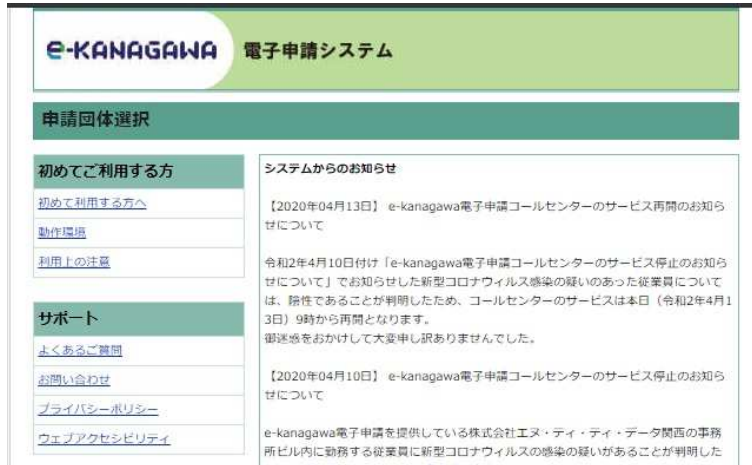 e-KANAGAWA 電子申請システム
申請団体選択
初めてご利用する方
初めて利用する方へ
動作環境
利用上の注意
サポート
よくあるご質問
お問い合わせ
プライバシーポリシー
ウェブアクセシビリティ
システムからのお知らせ
【2020年04月13日】 e-kanagawa電子申請コールセンターのサービス再開のお知ら
せについて
令和2年4月10日付け「e-kanagawa電子申請コールセンターのサービス停止のお知ら
せについて」でお知らせした新型コロナウィルス感染の疑いのあった従業員について
は、陰性であることが判明したため、コールセンターのサービスは本日（令和2年4月1
3日）9時から再開となります。
御迷惑をおかけして大変申し訳ありませんでした。
【2020年04月10日】 e-kanagawa電子申請コールセンターのサービス停止のお知ら
せについて
e-kanagawa電子申請を提供している株式会社エヌ・ティ・ティ・データ関西の事務
所ビル内に勤務する従業員に新型コロナウィルスの感染の疑いがあることが判明した